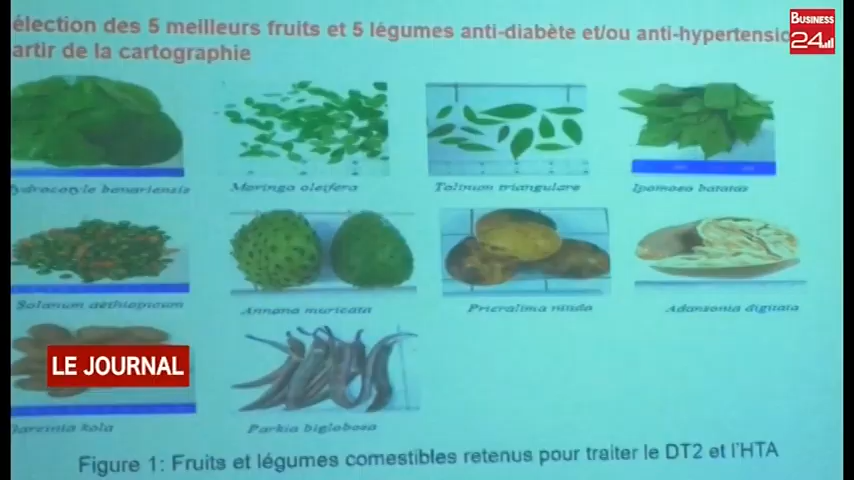 élection des 5 meilleurs fruits et 5 légumes anti-diabète et/ou anti-hypertensio
artir de la cartographie
BUSINESS
24
ydrocotyle bonariensis
Moringa oleifera
Talinum triangulare
Ipomoea batatas
Solanum aethiopicum
Annona muricata
Picralima nitida
Adansonia digitata
LE JOURNAL
Garcinia kola
Parkia biglobosa
Figure 1: Fruits et légumes comestibles retenus pour traiter le DT2 et l'HTA